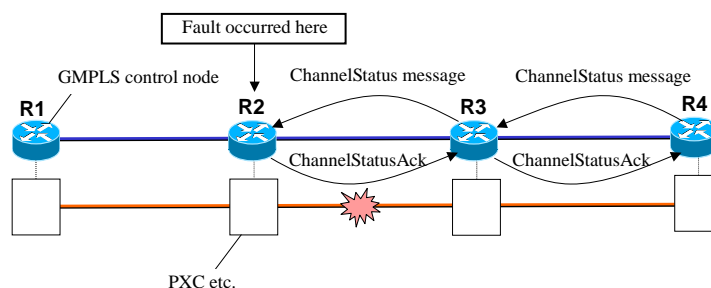 Fault occurred here
GMPLS control node
ChannelStatus message
ChannelStatus message
R1
R2
R3
R4
ChannelStatusAck
ChannelStatusAck
PXC etc.